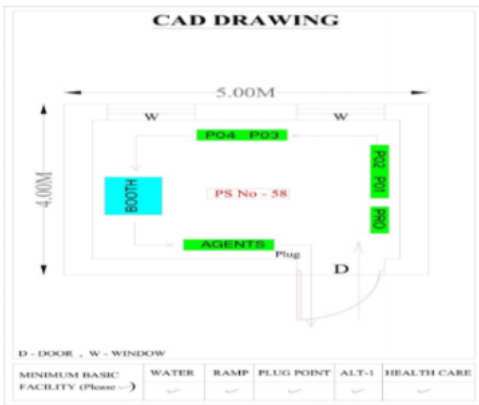 CAD DRAWING
5.00M
W W
PO4 PO3
4.00M
BOOTH
PS No - 58
PO2 PO1
PRO
AGENTS
Plug
D
D - DOOR , W - WINDOW
MINIMUM BASIC FACILITY (Please ✓) WATER RAMP PLUG POINT ALT-1 HEALTH CARE
✓ ✓ ✓ ✓ ✓